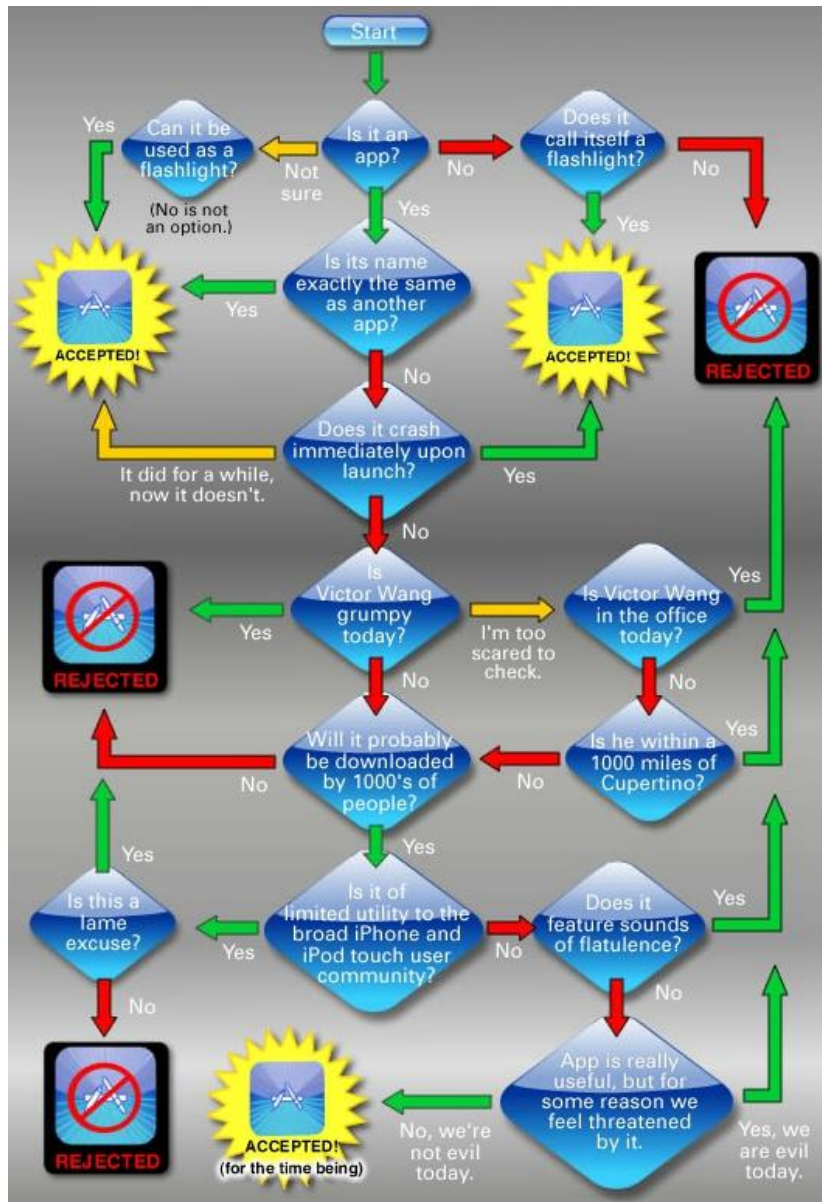 Start
Yes
Can it be
used as a
flashlight?
(No is not
an option.)
Not
sure
Is it an
app?
No
Does it
call itself a
flashlight?
No
Yes
Yes
Is its name
exactly the same
as another
app?
Yes
ACCEPTED!
ACCEPTED!
REJECTED
No
Does it crash
immediately upon
launch?
It did for a while,
now it doesn't.
Yes
No
Is
Victor Wang
grumpy
today?
Yes
REJECTED
I'm too
scared to
check.
Is Victor Wang
in the office
today?
Yes
No
No
Will it probably
be downloaded
by 1000's of
people?
No
No
Is he within a
1000 miles of
Cupertino?
Yes
Yes
Yes
Is this a
lame
excuse?
Yes
Is it of
limited utility to the
broad iPhone and
iPod touch user
community?
No
Does it
feature sounds
of flatulence?
Yes
No
No
REJECTED
ACCEPTED!
(for the time being)
No, we're
not evil
today.
App is really
useful, but for
some reason we
feel threatened
by it.
Yes, we
are evil
today.